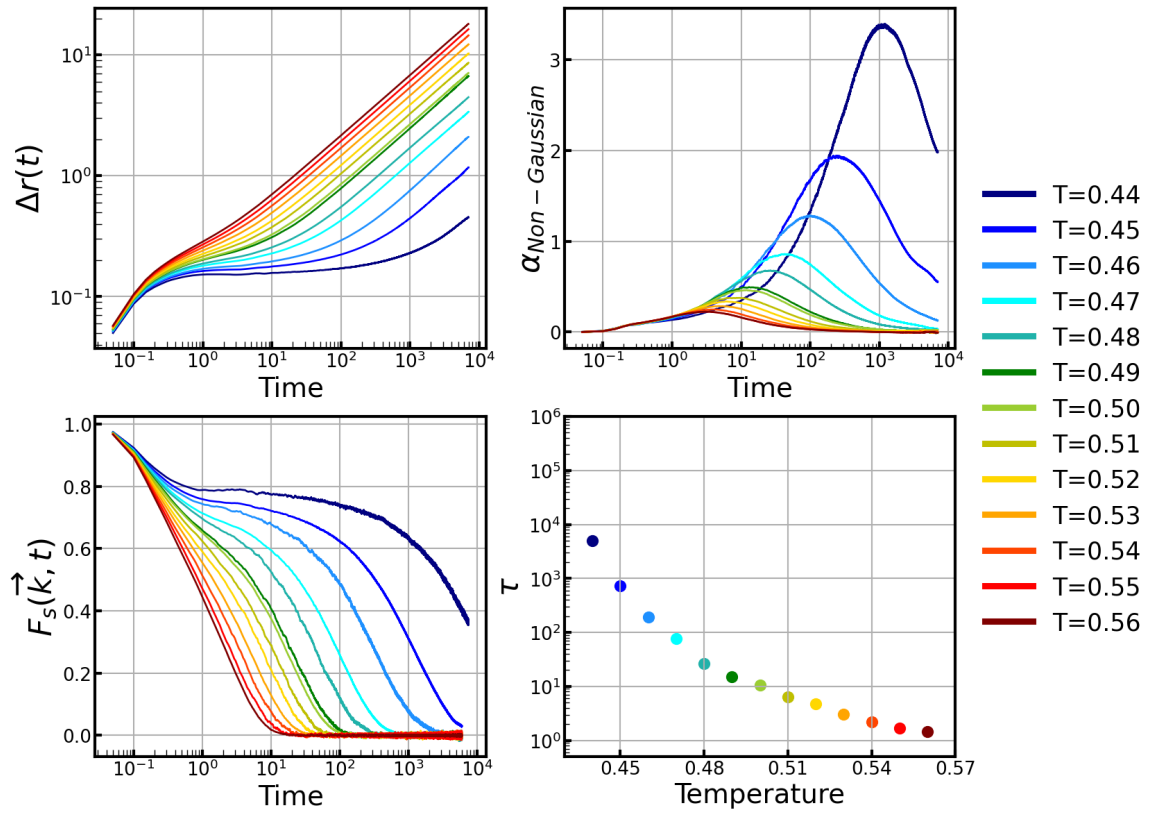 Δr(t)
10¹
10⁰
10⁻¹
10⁻¹ 10⁰ 10¹ 10² 10³ 10⁴
Time
α_{Non−Gaussian}
3
2
1
0
10⁻¹ 10⁰ 10¹ 10² 10³ 10⁴
Time
F_s(k⃗, t)
1.0
0.8
0.6
0.4
0.2
0.0
10⁻¹ 10⁰ 10¹ 10² 10³ 10⁴
Time
τ
10⁶
10⁵
10⁴
10³
10²
10¹
10⁰
0.45 0.48 0.51 0.54 0.57
Temperature
T=0.44
T=0.45
T=0.46
T=0.47
T=0.48
T=0.49
T=0.50
T=0.51
T=0.52
T=0.53
T=0.54
T=0.55
T=0.56